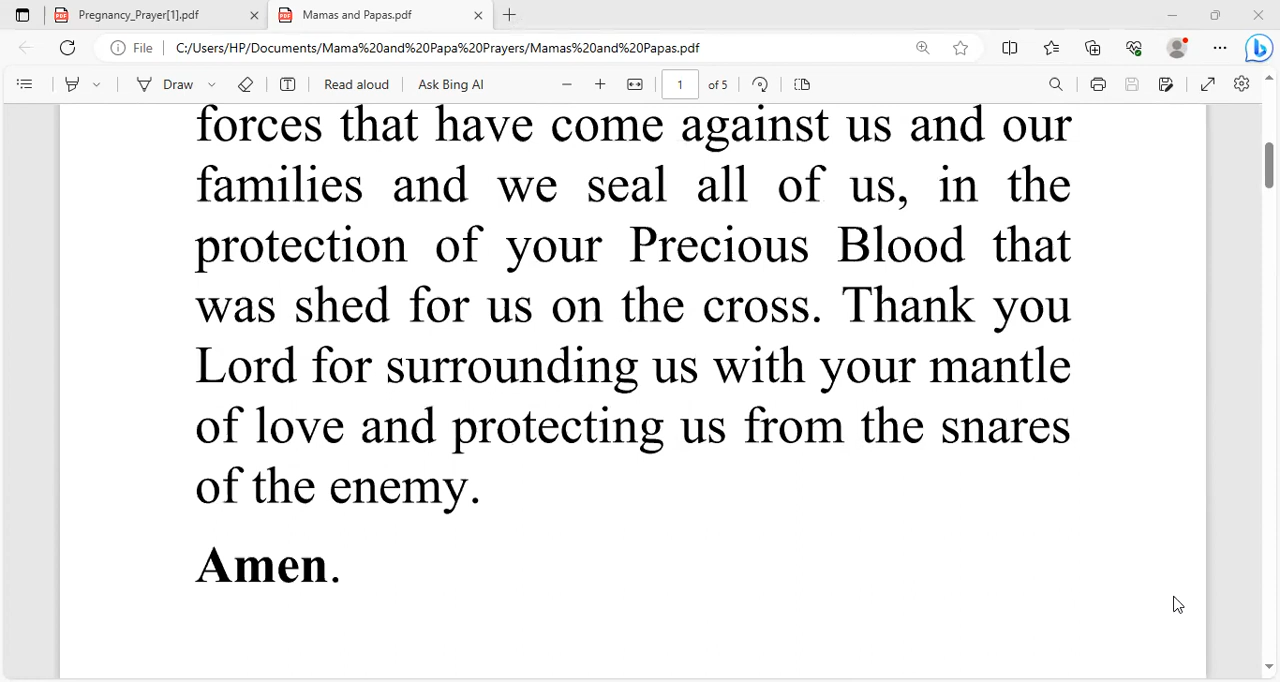 Pregnancy_Prayer[1].pdf
Mamas and Papas.pdf
File
C:/Users/HP/Documents/Mama%20and%20Papa%20Prayers/Mamas%20and%20Papas.pdf
Draw
Read aloud
Ask Bing AI
1 of 5
forces that have come against us and our
families and we seal all of us, in the
protection of your Precious Blood that
was shed for us on the cross. Thank you
Lord for surrounding us with your mantle
of love and protecting us from the snares
of the enemy.
Amen.